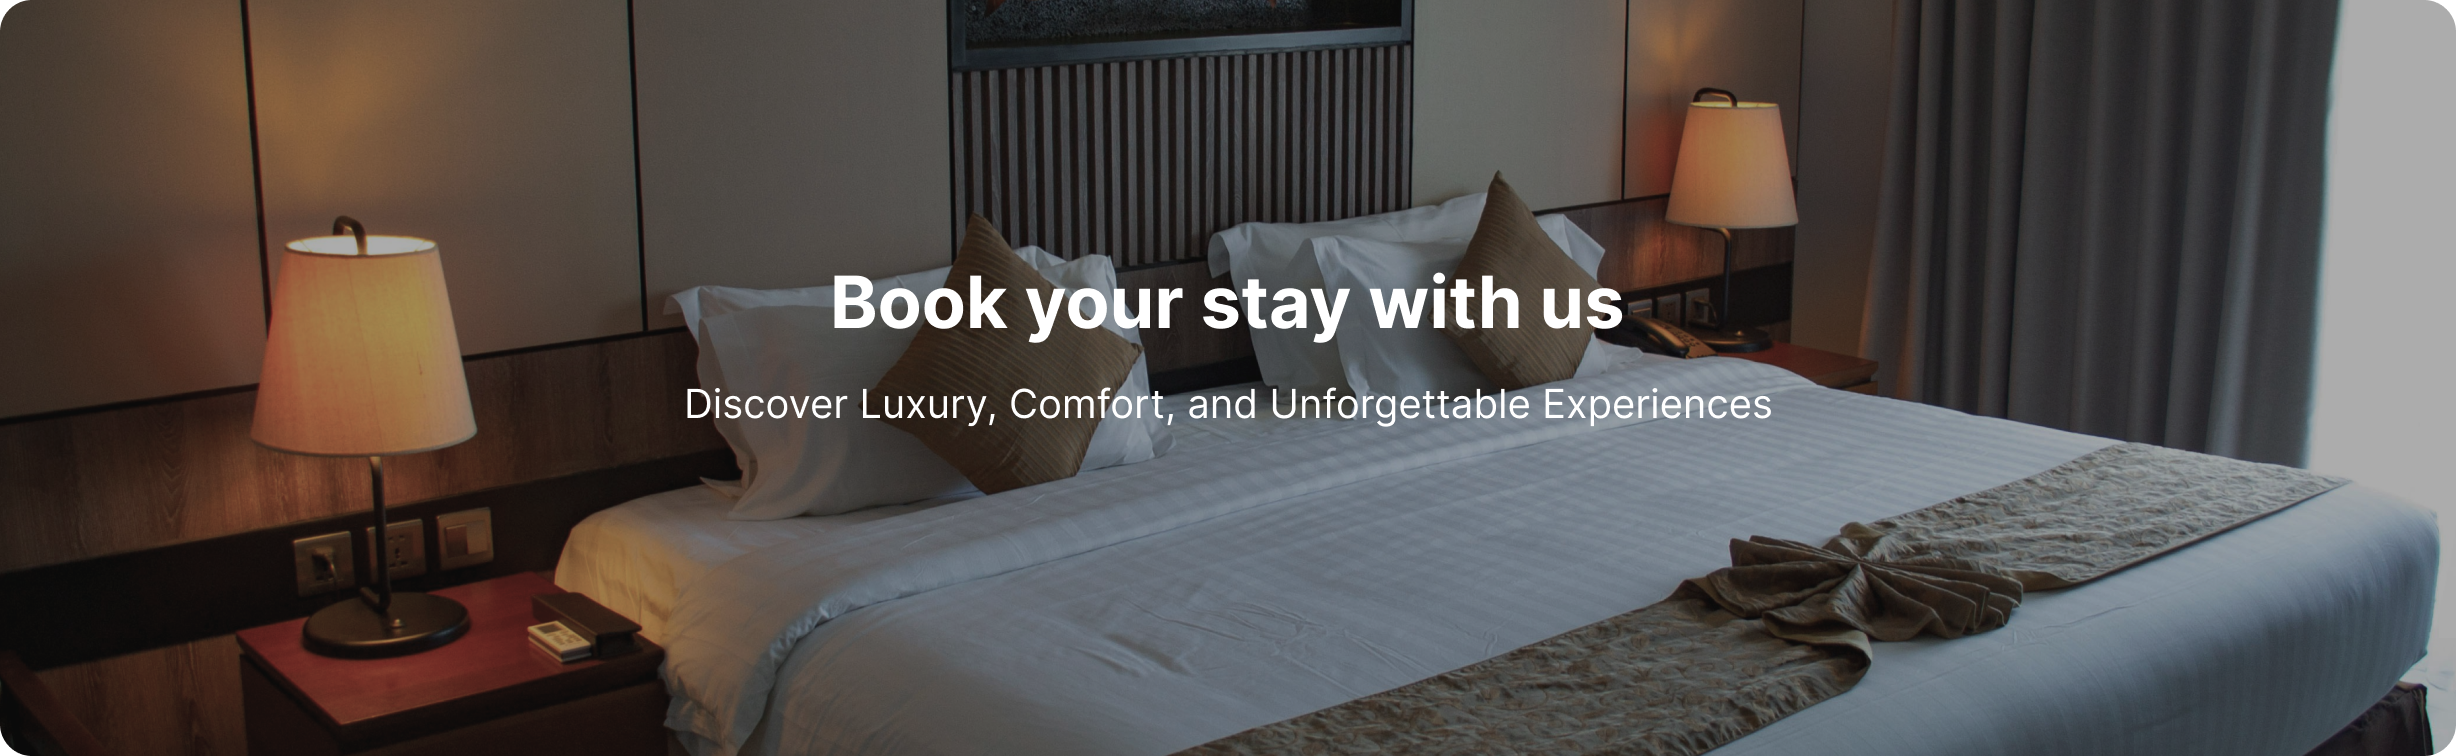 Book your stay with us
Discover Luxury, Comfort, and Unforgettable Experiences